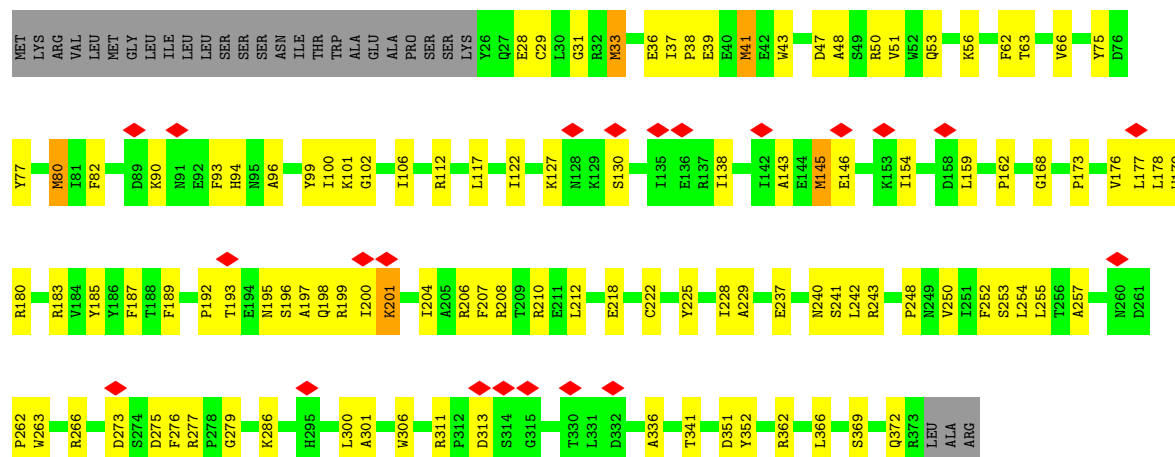 MET LYS ARG VAL LEU MET GLY LEU ILE LEU LEU SER SER SER ASN ILE THR TRP ALA GLU ALA ALA PRO SER SER LYS Y26 Q27 E28 C29 L30 G31 R32 M33 E36 I37 P38 E39 E40 M41 E42 W43 D47 A48 S49 R50 V51 W52 Q53 K56 F62 T63 V66 Y75 D76
Y77 M80 I81 F82 D89 K90 N91 E92 F93 H94 N95 A96 Y99 I100 K101 G102 I106 R112 L117 I122 K127 N128 K129 S130 I135 E136 R137 I138 I142 A143 E144 M145 E146 K153 I154 D158 L159 P162 G168 P173 V176 L177 L178
R180 R183 V184 Y185 Y186 F187 T188 F189 P192 T193 E194 N195 S196 A197 Q198 R199 I200 K201 I204 A205 R206 F207 R208 T209 R210 E211 L212 E218 C222 Y225 I228 A229 E237 N240 S241 L242 R243 P248 N249 V250 I251 F252 S253 L254 L255 T256 A257 N260 D261
P262 W263 R266 D273 S274 D275 F276 R277 P278 G279 K286 H295 L300 A301 W306 R311 P312 D313 S314 G315 T330 L331 D332 A336 T341 D351 Y352 R362 L366 S369 Q372 R373 LEU ALA ARG